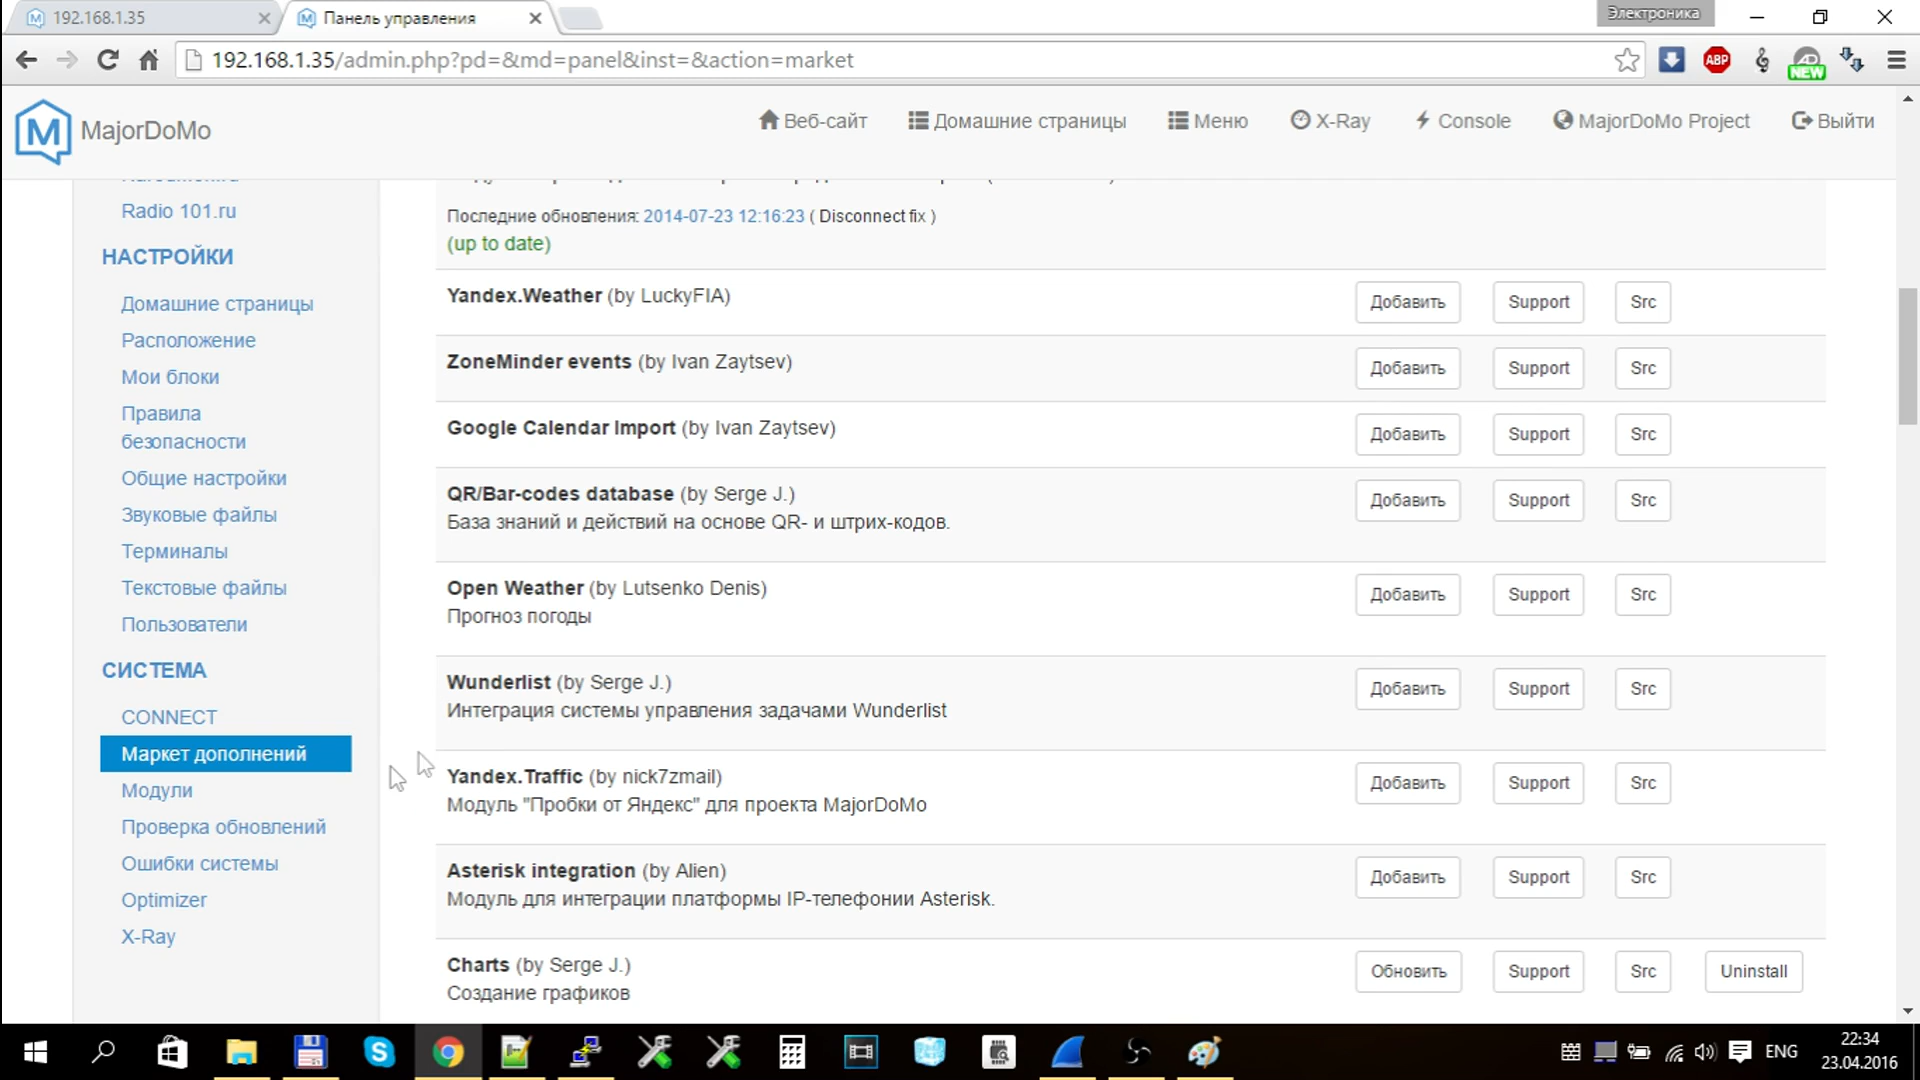 192.168.1.35
Панель управления
Электроника
192.168.1.35/admin.php?pd=&md=panel&inst=&action=market
ABP
NEW
MajorDoMo
Веб-сайт
Домашние страницы
Меню
X-Ray
Console
MajorDoMo Project
Выйти
Radio 101.ru
НАСТРОЙКИ
Домашние страницы
Расположение
Мои блоки
Правила
безопасности
Общие настройки
Звуковые файлы
Терминалы
Текстовые файлы
Пользователи
СИСТЕМА
CONNECT
Маркет дополнений
Модули
Проверка обновлений
Ошибки системы
Optimizer
X-Ray
Последние обновления: 2014-07-23 12:16:23 ( Disconnect fix )
(up to date)
Yandex.Weather (by LuckyFIA)
Добавить Support Src
ZoneMinder events (by Ivan Zaytsev)
Добавить Support Src
Google Calendar Import (by Ivan Zaytsev)
Добавить Support Src
QR/Bar-codes database (by Serge J.)
База знаний и действий на основе QR- и штрих-кодов.
Добавить Support Src
Open Weather (by Lutsenko Denis)
Прогноз погоды
Добавить Support Src
Wunderlist (by Serge J.)
Интеграция системы управления задачами Wunderlist
Добавить Support Src
Yandex.Traffic (by nick7zmail)
Модуль "Пробки от Яндекс" для проекта MajorDoMo
Добавить Support Src
Asterisk integration (by Alien)
Модуль для интеграции платформы IP-телефонии Asterisk.
Добавить Support Src
Charts (by Serge J.)
Создание графиков
Обновить Support Src Uninstall
ENG
22:34
23.04.2016